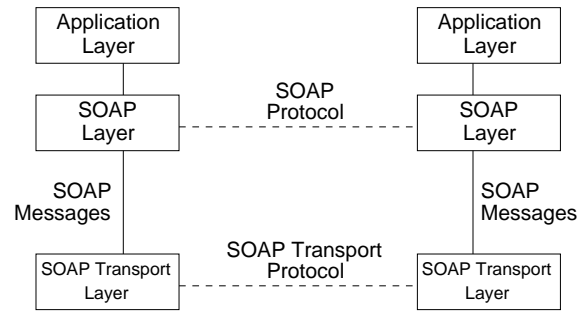 Application
Layer
Application
Layer
SOAP
Protocol
SOAP
Layer
SOAP
Layer
SOAP
Messages
SOAP
Messages
SOAP Transport
Protocol
SOAP Transport
Layer
SOAP Transport
Layer